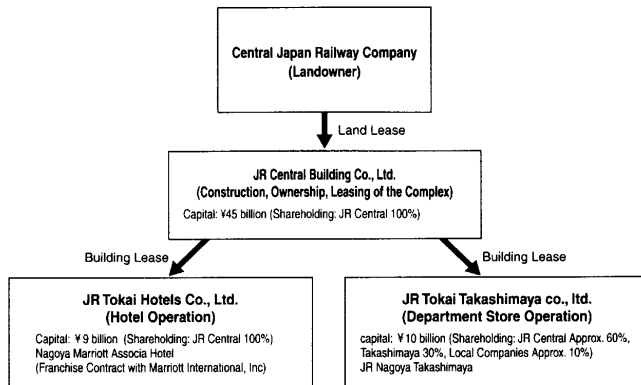 Central Japan Railway Company
(Landowner)
Land Lease
JR Central Building Co., Ltd.
(Construction, Ownership, Leasing of the Complex)
Capital: ¥45 billion (Shareholding: JR Central 100%)
Building Lease
Building Lease
JR Tokai Hotels Co., Ltd.
(Hotel Operation)
Capital: ¥ 9 billion (Shareholding: JR Central 100%)
Nagoya Marriott Associa Hotel
(Franchise Contract with Marriott International, Inc)
JR Tokai Takashimaya co., ltd.
(Department Store Operation)
capital: ¥ 10 billion (Shareholding: JR Central Approx. 60%,
Takashimaya 30%, Local Companies Approx. 10%)
JR Nagoya Takashimaya